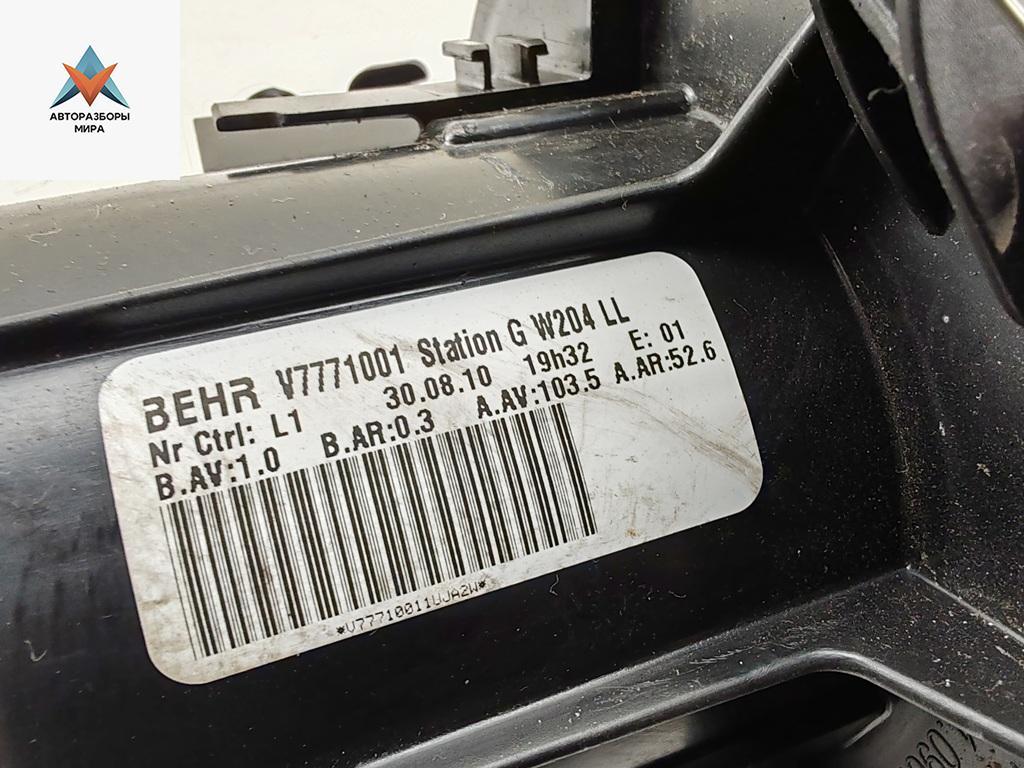 АВТОРАЗБОРЫ
МИРА
BEHR V7771001 Station G W204 LL
Nr Ctrl: L1 30.08.10 19h32 E: 01
B.AV:1.0 B.AR:0.3 A.AV:103.5 A.AR:52.6